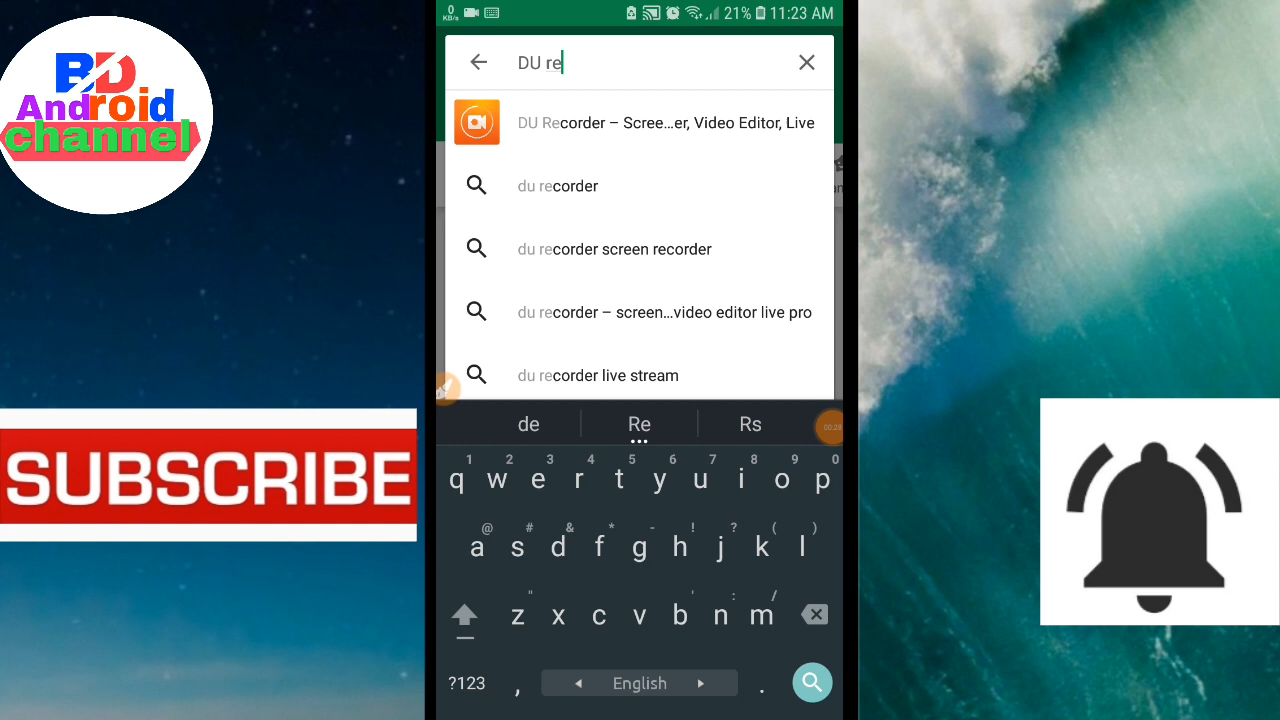 BD
Android
channel
SUBSCRIBE
0
KB/s
21% 11:23 AM
DU re
DU Recorder – Scree...er, Video Editor, Live
du recorder
du recorder screen recorder
du recorder – screen...video editor live pro
du recorder live stream
de Re Rs
00:28
1 2 3 4 5 6 7 8 9 0
q w e r t y u i o p
@ # & * - ! ? ( )
a s d f g h j k l
" ' : /
z x c v b n m
?123 , English .